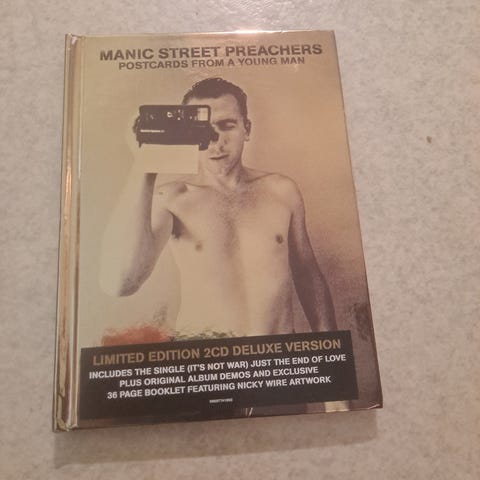 MANIC STREET PREACHERS
POSTCARDS FROM A YOUNG MAN
LIMITED EDITION 2CD DELUXE VERSION
INCLUDES THE SINGLE (IT'S NOT WAR) JUST THE END OF LOVE
PLUS ORIGINAL ALBUM DEMOS AND EXCLUSIVE
36 PAGE BOOKLET FEATURING NICKY WIRE ARTWORK